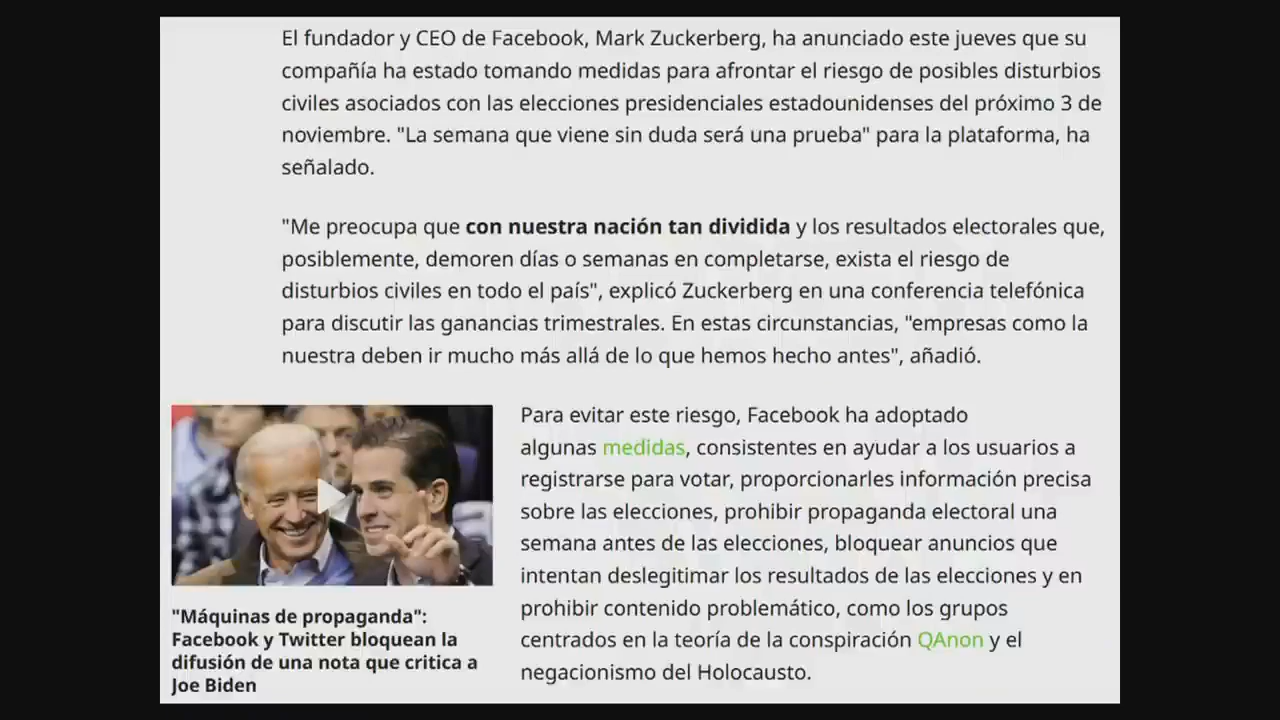 El fundador y CEO de Facebook, Mark Zuckerberg, ha anunciado este jueves que su
compañía ha estado tomando medidas para afrontar el riesgo de posibles disturbios
civiles asociados con las elecciones presidenciales estadounidenses del próximo 3 de
noviembre. "La semana que viene sin duda será una prueba" para la plataforma, ha
señalado.
"Me preocupa que con nuestra nación tan dividida y los resultados electorales que,
posiblemente, demoren días o semanas en completarse, exista el riesgo de
disturbios civiles en todo el país", explicó Zuckerberg en una conferencia telefónica
para discutir las ganancias trimestrales. En estas circunstancias, "empresas como la
nuestra deben ir mucho más allá de lo que hemos hecho antes", añadió.
Para evitar este riesgo, Facebook ha adoptado
algunas medidas, consistentes en ayudar a los usuarios a
registrarse para votar, proporcionarles información precisa
sobre las elecciones, prohibir propaganda electoral una
semana antes de las elecciones, bloquear anuncios que
intentan deslegitimar los resultados de las elecciones y en
prohibir contenido problemático, como los grupos
centrados en la teoría de la conspiración QAnon y el
negacionismo del Holocausto.
"Máquinas de propaganda":
Facebook y Twitter bloquean la
difusión de una nota que critica a
Joe Biden